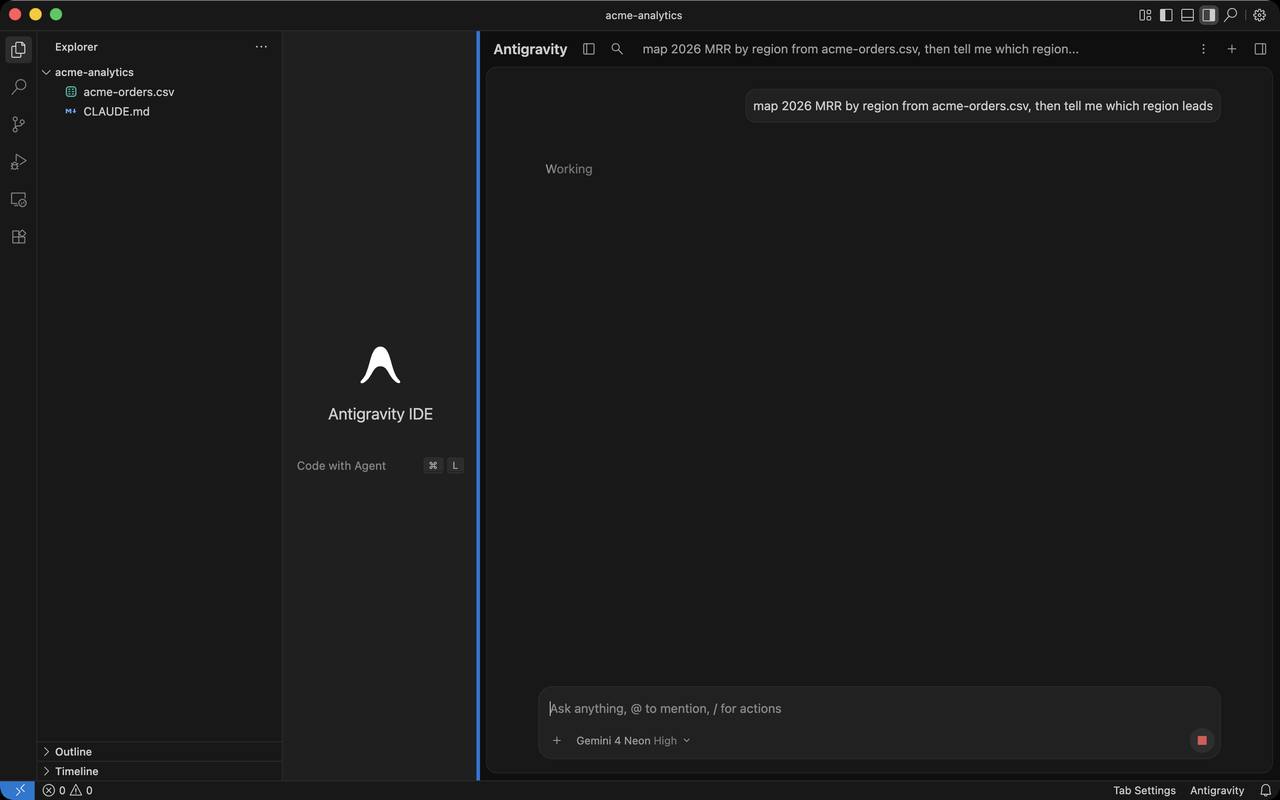 acme-analytics
Explorer
acme-analytics
acme-orders.csv
CLAUDE.md
Outline
Timeline
Antigravity IDE
Code with Agent ⌘ L
Antigravity
map 2026 MRR by region from acme-orders.csv, then tell me which region...
map 2026 MRR by region from acme-orders.csv, then tell me which region leads
Working
Ask anything, @ to mention, / for actions
Gemini 4 Neon High
0 0
Tab Settings Antigravity